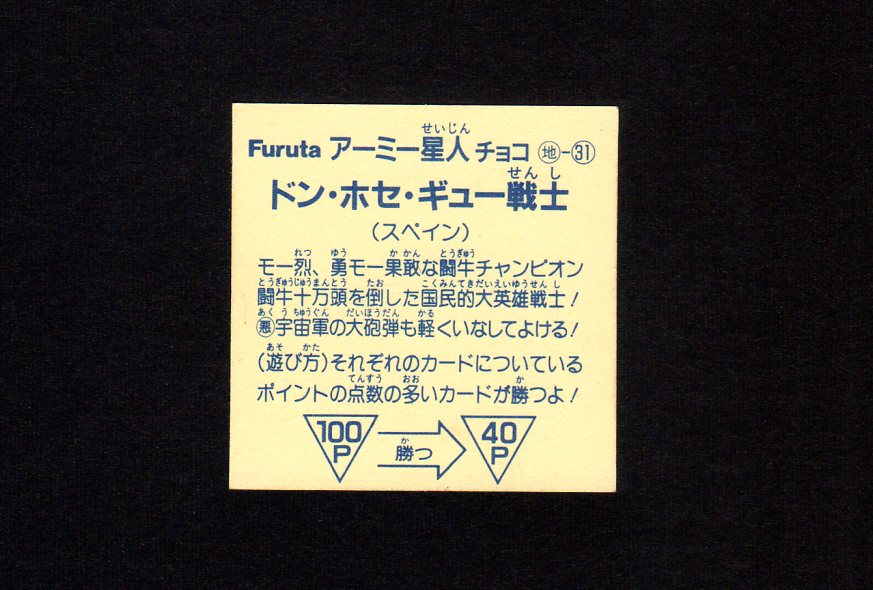 Furuta アーミー星人チョコ ㊞地-㉛
ドン・ホセ・ギュー戦士
(スペイン)
モー烈、勇モー果敢な闘牛チャンピオン
闘牛十万頭を倒した国民的大英雄戦士!
悪宇宙軍の大砲弾も軽くいなしてよける!
(遊び方)それぞれのカードについている
ポイントの点数の多いカードが勝つよ!
100P 勝つ 40P